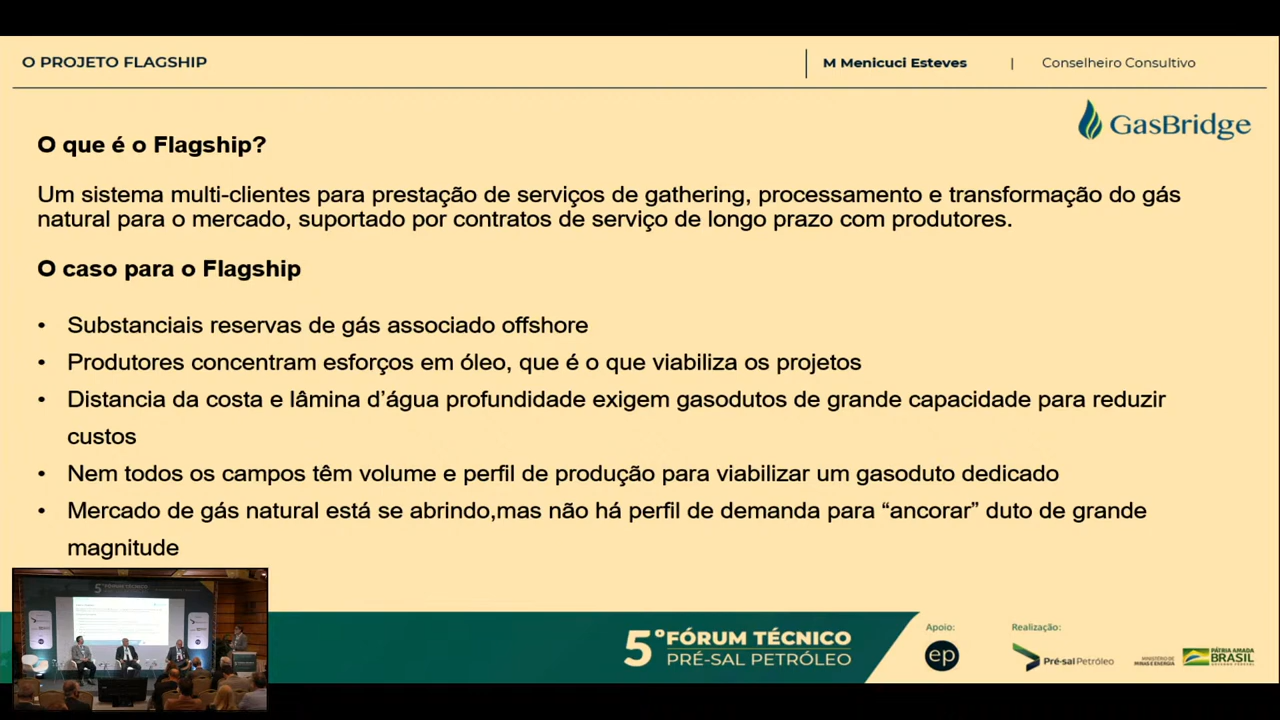 O PROJETO FLAGSHIP
M Menicuci Esteves | Conselheiro Consultivo
GasBridge
O que é o Flagship?
Um sistema multi-clientes para prestação de serviços de gathering, processamento e transformação do gás
natural para o mercado, suportado por contratos de serviço de longo prazo com produtores.
O caso para o Flagship
• Substanciais reservas de gás associado offshore
• Produtores concentram esforços em óleo, que é o que viabiliza os projetos
• Distancia da costa e lâmina d’água profundidade exigem gasodutos de grande capacidade para reduzir
custos
• Nem todos os campos têm volume e perfil de produção para viabilizar um gasoduto dedicado
• Mercado de gás natural está se abrindo,mas não há perfil de demanda para “ancorar” duto de grande
magnitude
5º FÓRUM TÉCNICO
PRÉ-SAL PETRÓLEO
Apoio:
ep
Realização:
Pré-sal Petróleo
MINISTÉRIO DE
MINAS E ENERGIA
PÁTRIA AMADA
BRASIL
GOVERNO FEDERAL
5º FÓRUM TÉCNICO